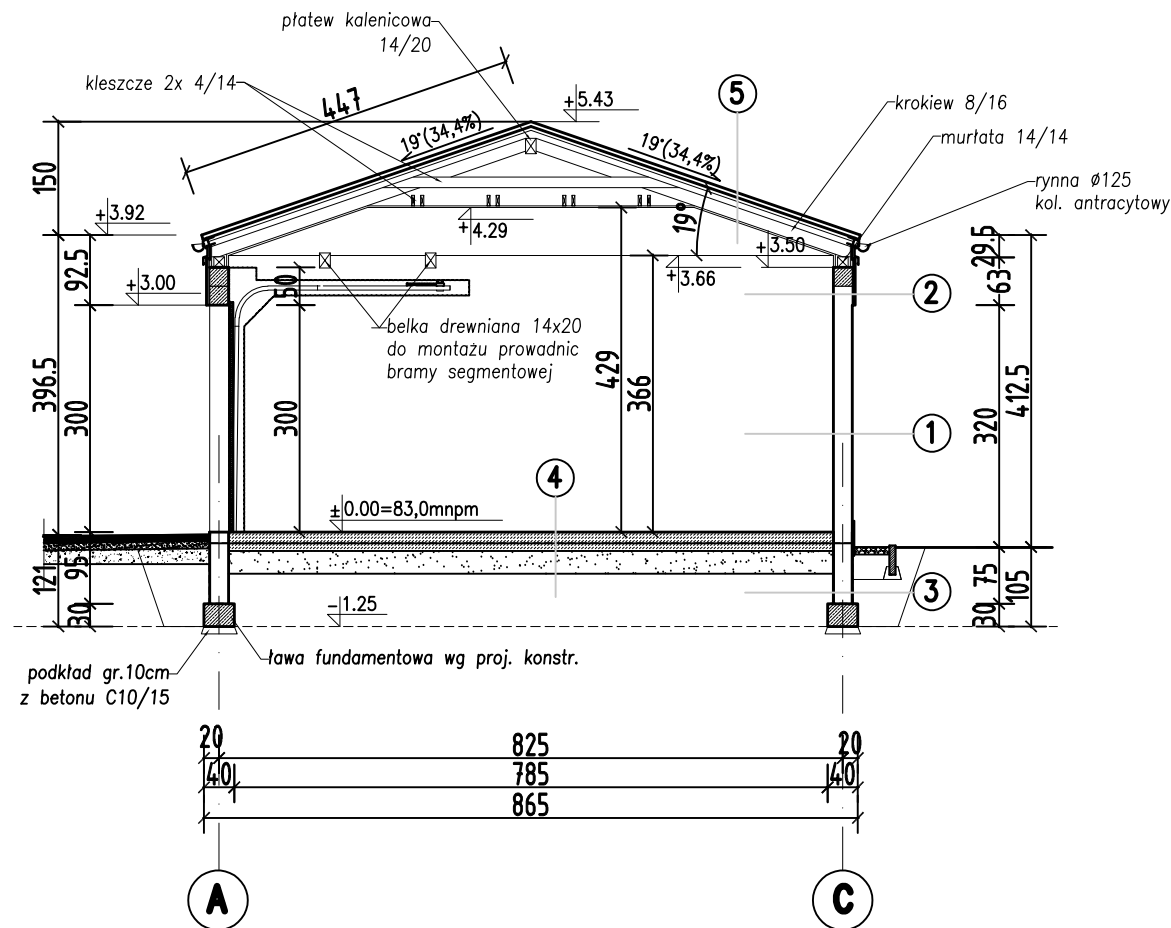 płatew kalenicowa
14/20
kleszcze 2x 4/14
447
+5.43
5
krokiew 8/16
19°(34,4%)
19°(34,4%)
murłata 14/14
150
rynna ø125
kol. antracytowy
+3.92
+4.29
19°
+3.50
29.5
92.5
+3.00
50
+3.66
63
2
belka drewniana 14x20
do montażu prowadnic
bramy segmentowej
396.5
300
300
429
366
320
412.5
1
4
±0.00=83,0mnpm
121
95
30
75
105
30
3
-1.25
ława fundamentowa wg proj. konstr.
podkład gr.10cm
z betonu C10/15
20
825
20
40
785
40
865
A
C